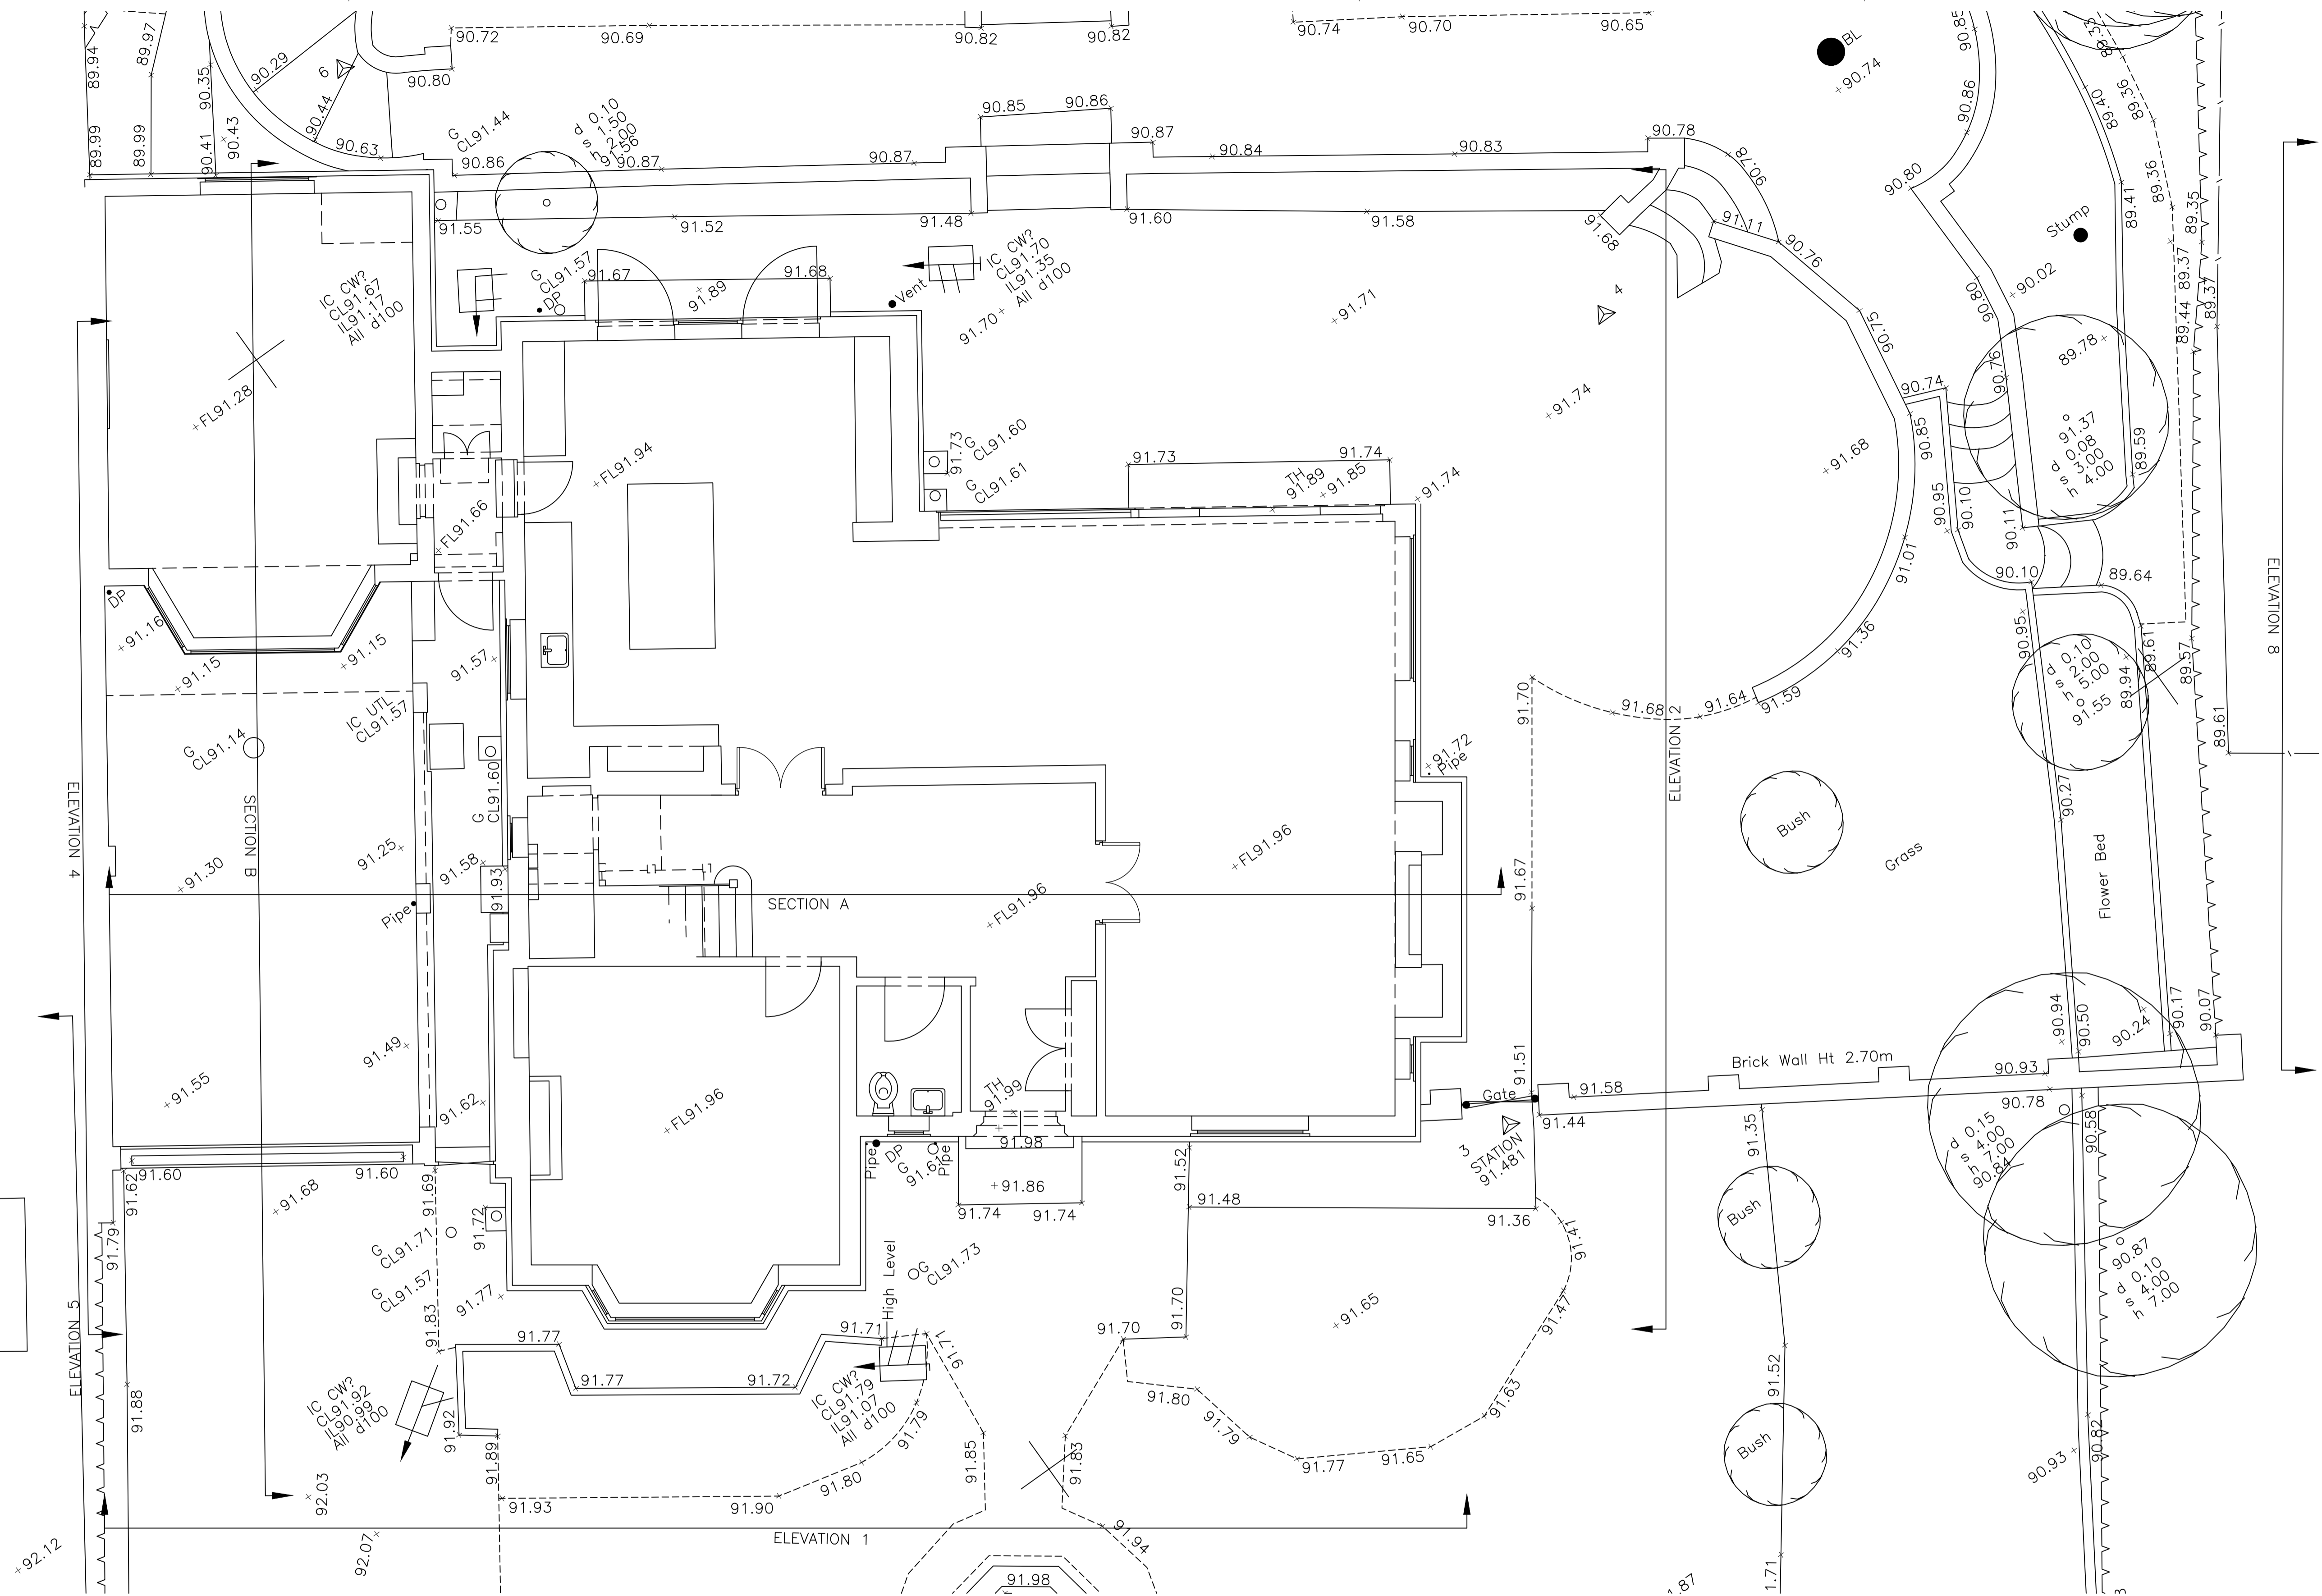 90.72
90.69
90.82
90.82
90.74
90.70
90.65
BL
90.74
89.94
89.97
90.29
6
90.80
90.35
90.44
90.85
89.36
90.86
89.40
89.99
89.99
90.41
90.43
90.63
G
CL91.44
d 0.10
s 1.50
h 2.00
91.56
90.86
90.87
90.87
90.85
90.86
90.87
90.84
90.83
90.78
90.78
90.80
89.36
89.35
89.41
91.55
91.52
91.48
91.60
91.58
91.68
91.11
90.76
Stump
90.02
90.80
89.37
89.37
89.44
IC CW?
CL91.67
IL91.17
All d100
G
CL91.57
DP
91.67
91.68
91.89
Vent
IC CW?
CL91.70
IL91.35
All d100
91.70
91.71
4
90.75
89.78
90.76
FL91.28
FL91.94
91.73
G
CL91.60
G
CL91.61
91.73
91.74
TH
91.89
91.85
91.74
91.74
91.68
90.74
90.85
91.37
d 0.08
s 3.00
h 4.00
89.59
FL91.66
90.95
90.10
90.11
91.01
90.10
89.64
ELEVATION 8
DP
91.16
91.15
91.15
91.57
91.36
90.95
d 0.10
s 2.00
h 5.00
91.55
89.61
89.94
89.57
89.61
IC UTL
CL91.57
G
CL91.14
G
CL91.60
91.70
91.68
91.64
91.59
ELEVATION 2
91.72
Pipe
90.27
Bush
Grass
Flower Bed
ELEVATION 4
SECTION B
91.30
91.25
91.58
91.93
Pipe
SECTION A
FL91.96
FL91.96
91.67
91.49
91.55
91.62
FL91.96
TH
91.99
91.98
91.51
Gate
91.58
Brick Wall Ht 2.70m
90.93
90.94
90.50
90.24
90.17
90.07
91.44
90.78
91.35
90.58
3
STATION
91.481
d 0.15
s 4.00
h 7.00
90.84
91.60
91.60
91.62
91.68
91.69
91.79
91.72
G
CL91.71
G
CL91.57
91.77
91.83
Pipe
DP
G
91.61
Pipe
91.86
91.74
91.74
91.52
91.48
91.36
91.41
Bush
G
CL91.73
High Level
91.70
91.70
91.65
91.47
90.87
d 0.10
s 4.00
h 7.00
ELEVATION 5
91.88
91.77
91.77
91.72
91.71
91.71
IC CW?
CL91.92
IL90.99
All d100
91.92
91.89
IC CW?
CL91.79
IL91.07
All d100
91.79
91.80
91.79
91.77
91.65
91.63
91.52
Bush
90.82
90.93
92.03
91.93
91.90
91.80
91.85
91.83
92.12
92.07
ELEVATION 1
91.94
91.98